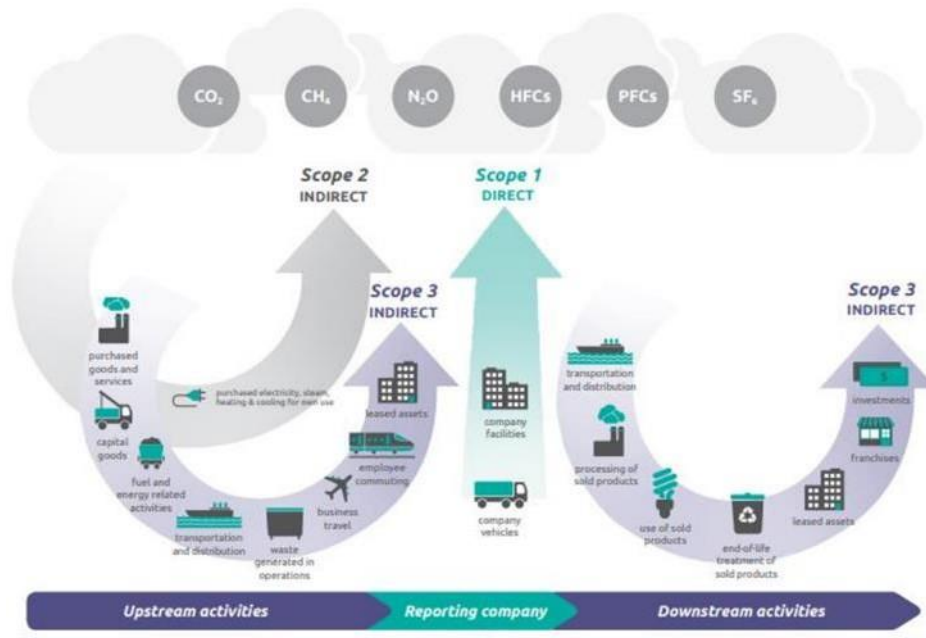 CO₂
CH₄
N₂O
HFCs
PFCs
SF₆
Scope 2
INDIRECT
Scope 1
DIRECT
Scope 3
INDIRECT
Scope 3
INDIRECT
purchased
goods and
services
capital
goods
fuel and
energy related
activities
transportation
and distribution
waste
generated in
operations
business
travel
employee
commuting
leased assets
purchased electricity, steam,
heating & cooling for own use
company
facilities
company
vehicles
transportation
and distribution
processing of
sold products
use of sold
products
end-of-life
treatment of
sold products
leased assets
franchises
investments
$
Upstream activities
Reporting company
Downstream activities